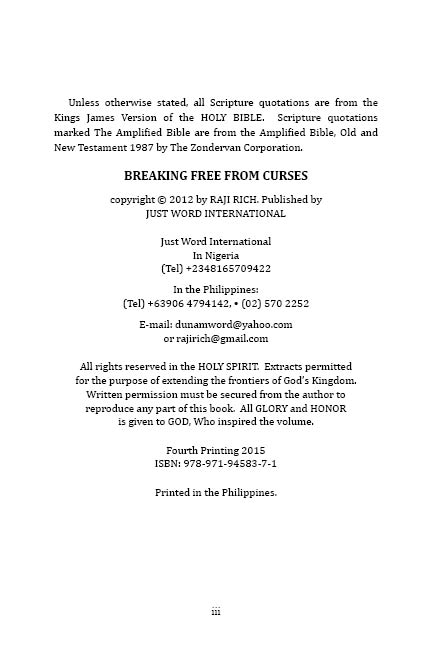 Unless otherwise stated, all Scripture quotations are from the
Kings James Version of the HOLY BIBLE. Scripture quotations
marked The Amplified Bible are from the Amplified Bible, Old and
New Testament 1987 by The Zondervan Corporation.
BREAKING FREE FROM CURSES
copyright © 2012 by RAJI RICH. Published by
JUST WORD INTERNATIONAL
Just Word International
In Nigeria
(Tel) +2348165709422
In the Philippines:
(Tel) +63906 4794142, • (02) 570 2252
E-mail: dunamword@yahoo.com
or rajirich@gmail.com
All rights reserved in the HOLY SPIRIT. Extracts permitted
for the purpose of extending the frontiers of God's Kingdom.
Written permission must be secured from the author to
reproduce any part of this book. All GLORY and HONOR
is given to GOD, Who inspired the volume.
Fourth Printing 2015
ISBN: 978-971-94583-7-1
Printed in the Philippines.
iii